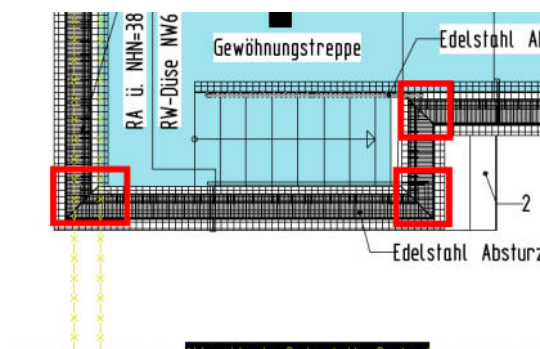 RA ü. NHN=38
RW-Düse NW6
Gewöhnungstreppe
Edelstahl
2
Edelstahl Absturz